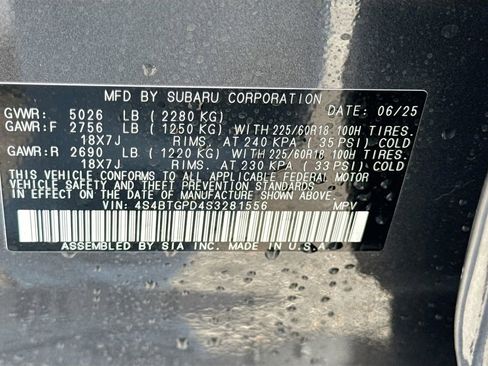 MFD BY SUBARU CORPORATION
GVWR: 5026 LB (2280 KG) DATE: 06/25
GAWR:F 2756 LB (1250 KG) WITH 225/60R18 100H TIRES.
18X7J RIMS, AT 240 KPA (35 PSI) COLD
GAWR:R 2690 LB (1220 KG) WITH 225/60R18 100H TIRES.
18X7J RIMS, AT 230 KPA (33 PSI) COLD
THIS VEHICLE CONFORMS TO ALL APPLICABLE FEDERAL MOTOR
VEHICLE SAFETY, BUMPER, AND THEFT PREVENTION STANDARDS
IN EFFECT ON THE DATE OF MANUFACTURE SHOWN ABOVE.
VIN: 4S4BTGPD4S3281556 MPV
ASSEMBLED BY SIA INC. MADE IN U.S.A